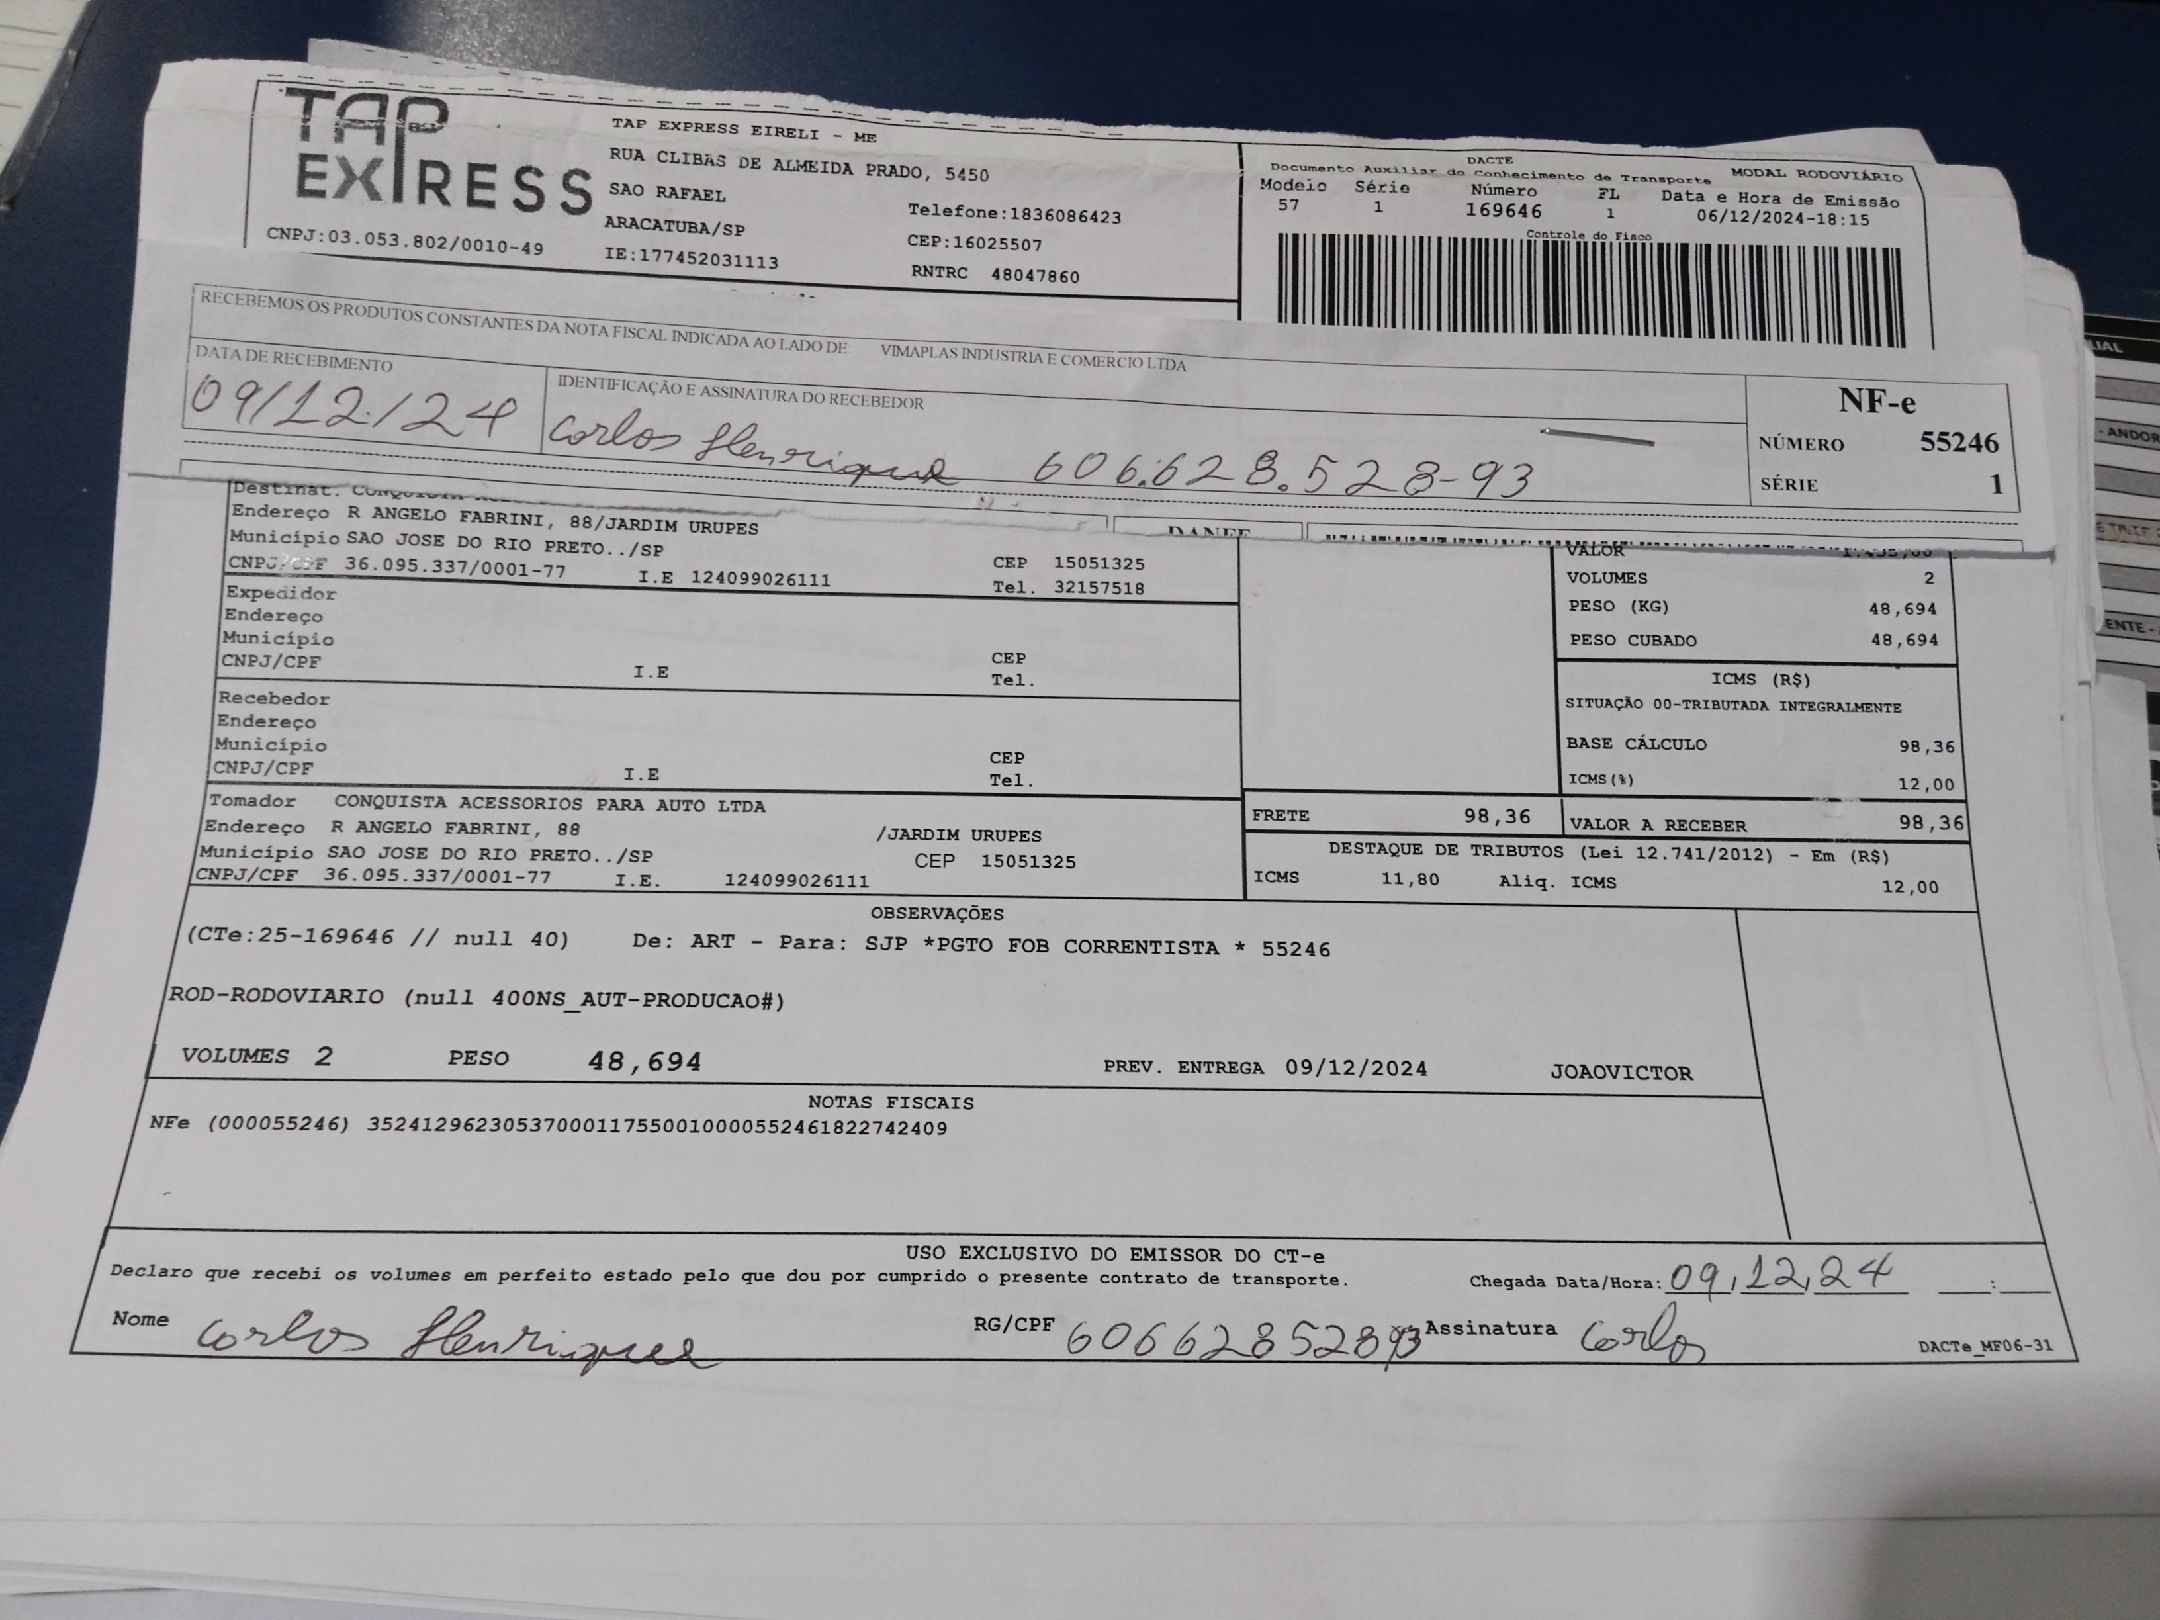 TAP EXPRESS
CNPJ:03.053.802/0010-49
TAP EXPRESS EIRELI - ME
RUA CLIBAS DE ALMEIDA PRADO, 5450
SAO RAFAEL
ARACATUBA/SP
IE:177452031113
Telefone:1836086423
CEP:16025507
RNTRC 48047860
DACTE
Documento Auxiliar do Conhecimento de Transporte MODAL RODOVIÁRIO
Modelo Série Número FL Data e Hora de Emissão
57 1 169646 1 06/12/2024-18:15
Controle do Fisco
RECEBEMOS OS PRODUTOS CONSTANTES DA NOTA FISCAL INDICADA AO LADO DE: VIMAPLAS INDUSTRIA E COMERCIO LTDA
DATA DE RECEBIMENTO
09/12/24
IDENTIFICAÇÃO E ASSINATURA DO RECEBEDOR
Carlos Henrique 606.628.528-93
NF-e
NÚMERO 55246
SÉRIE 1
DANFE
Destinat. CONQUISTA
Endereço R ANGELO FABRINI, 88/JARDIM URUPES
Município SAO JOSE DO RIO PRETO../SP CEP 15051325
CNPJ/CPF 36.095.337/0001-77 I.E 124099026111 Tel. 32157518
Expedidor
Endereço
Município CEP
CNPJ/CPF I.E Tel.
Recebedor
Endereço
Município CEP
CNPJ/CPF I.E Tel.
Tomador CONQUISTA ACESSORIOS PARA AUTO LTDA
Endereço R ANGELO FABRINI, 88 /JARDIM URUPES
Município SAO JOSE DO RIO PRETO../SP CEP 15051325
CNPJ/CPF 36.095.337/0001-77 I.E. 124099026111
VALOR
VOLUMES 2
PESO (KG) 48,694
PESO CUBADO 48,694
ICMS (R$)
SITUAÇÃO 00-TRIBUTADA INTEGRALMENTE
BASE CÁLCULO 98,36
ICMS(%) 12,00
FRETE 98,36 VALOR A RECEBER 98,36
DESTAQUE DE TRIBUTOS (Lei 12.741/2012) - Em (R$)
ICMS 11,80 Aliq. ICMS 12,00
OBSERVAÇÕES
(CTe:25-169646 // null 40) De: ART - Para: SJP *PGTO FOB CORRENTISTA * 55246
ROD-RODOVIARIO (null 400NS_AUT-PRODUCAO#)
VOLUMES 2 PESO 48,694 PREV. ENTREGA 09/12/2024 JOAOVICTOR
NOTAS FISCAIS
NFe (000055246) 35241296230537000117550010000552461822742409
USO EXCLUSIVO DO EMISSOR DO CT-e
Declaro que recebi os volumes em perfeito estado pelo que dou por cumprido o presente contrato de transporte. Chegada Data/Hora: 09,12,24 :
Nome Carlos Henrique RG/CPF 60662852893 Assinatura Carlos
DACTe_MF06-31